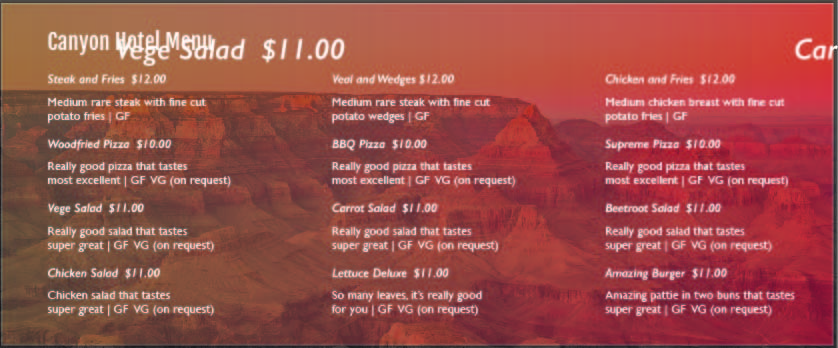 Canyon Hotel Menu
Vege Salad $11.00
Car
Steak and Fries $12.00
Medium rare steak with fine cut
potato fries | GF
Woodfried Pizza $10.00
Really good pizza that tastes
most excellent | GF VG (on request)
Vege Salad $11.00
Really good salad that tastes
super great | GF VG (on request)
Chicken Salad $11.00
Chicken salad that tastes
super great | GF VG (on request)
Veal and Wedges $12.00
Medium rare steak with fine cut
potato wedges | GF
BBQ Pizza $10.00
Really good pizza that tastes
most excellent | GF VG (on request)
Carrot Salad $11.00
Really good salad that tastes
super great | GF VG (on request)
Lettuce Deluxe $11.00
So many leaves, it's really good
for you | GF VG (on request)
Chicken and Fries $12.00
Medium chicken breast with fine cut
potato fries | GF
Supreme Pizza $10.00
Really good pizza that tastes
most excellent | GF VG (on request)
Beetroot Salad $11.00
Really good salad that tastes
super great | GF VG (on request)
Amazing Burger $11.00
Amazing pattie in two buns that tastes
super great | GF VG (on request)